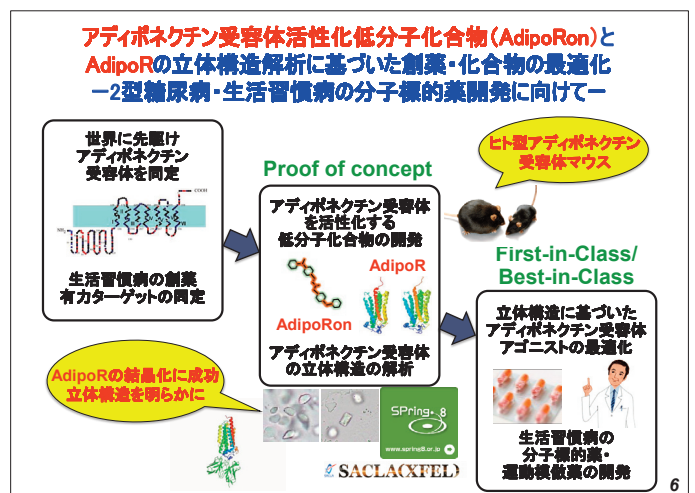 アディポネクチン受容体活性化低分子化合物(AdipoRon)と
AdipoRの立体構造解析に基づいた創薬・化合物の最適化
－2型糖尿病・生活習慣病の分子標的薬開発に向けて－
世界に先駆け
アディポネクチン
受容体を同定
COOH
NH2
生活習慣病の創薬
有力ターゲットの同定
Proof of concept
アディポネクチン受容体
を活性化する
低分子化合物の開発
AdipoR
AdipoRon
アディポネクチン受容体
の立体構造の解析
ヒト型アディポネクチン
受容体マウス
First-in-Class/
Best-in-Class
立体構造に基づいた
アディポネクチン受容体
アゴニストの最適化
生活習慣病の
分子標的薬・
運動模倣薬の開発
AdipoRの結晶化に成功
立体構造を明らかに
SPring-8
www.spring8.or.jp
SACLA(XFEL)
6